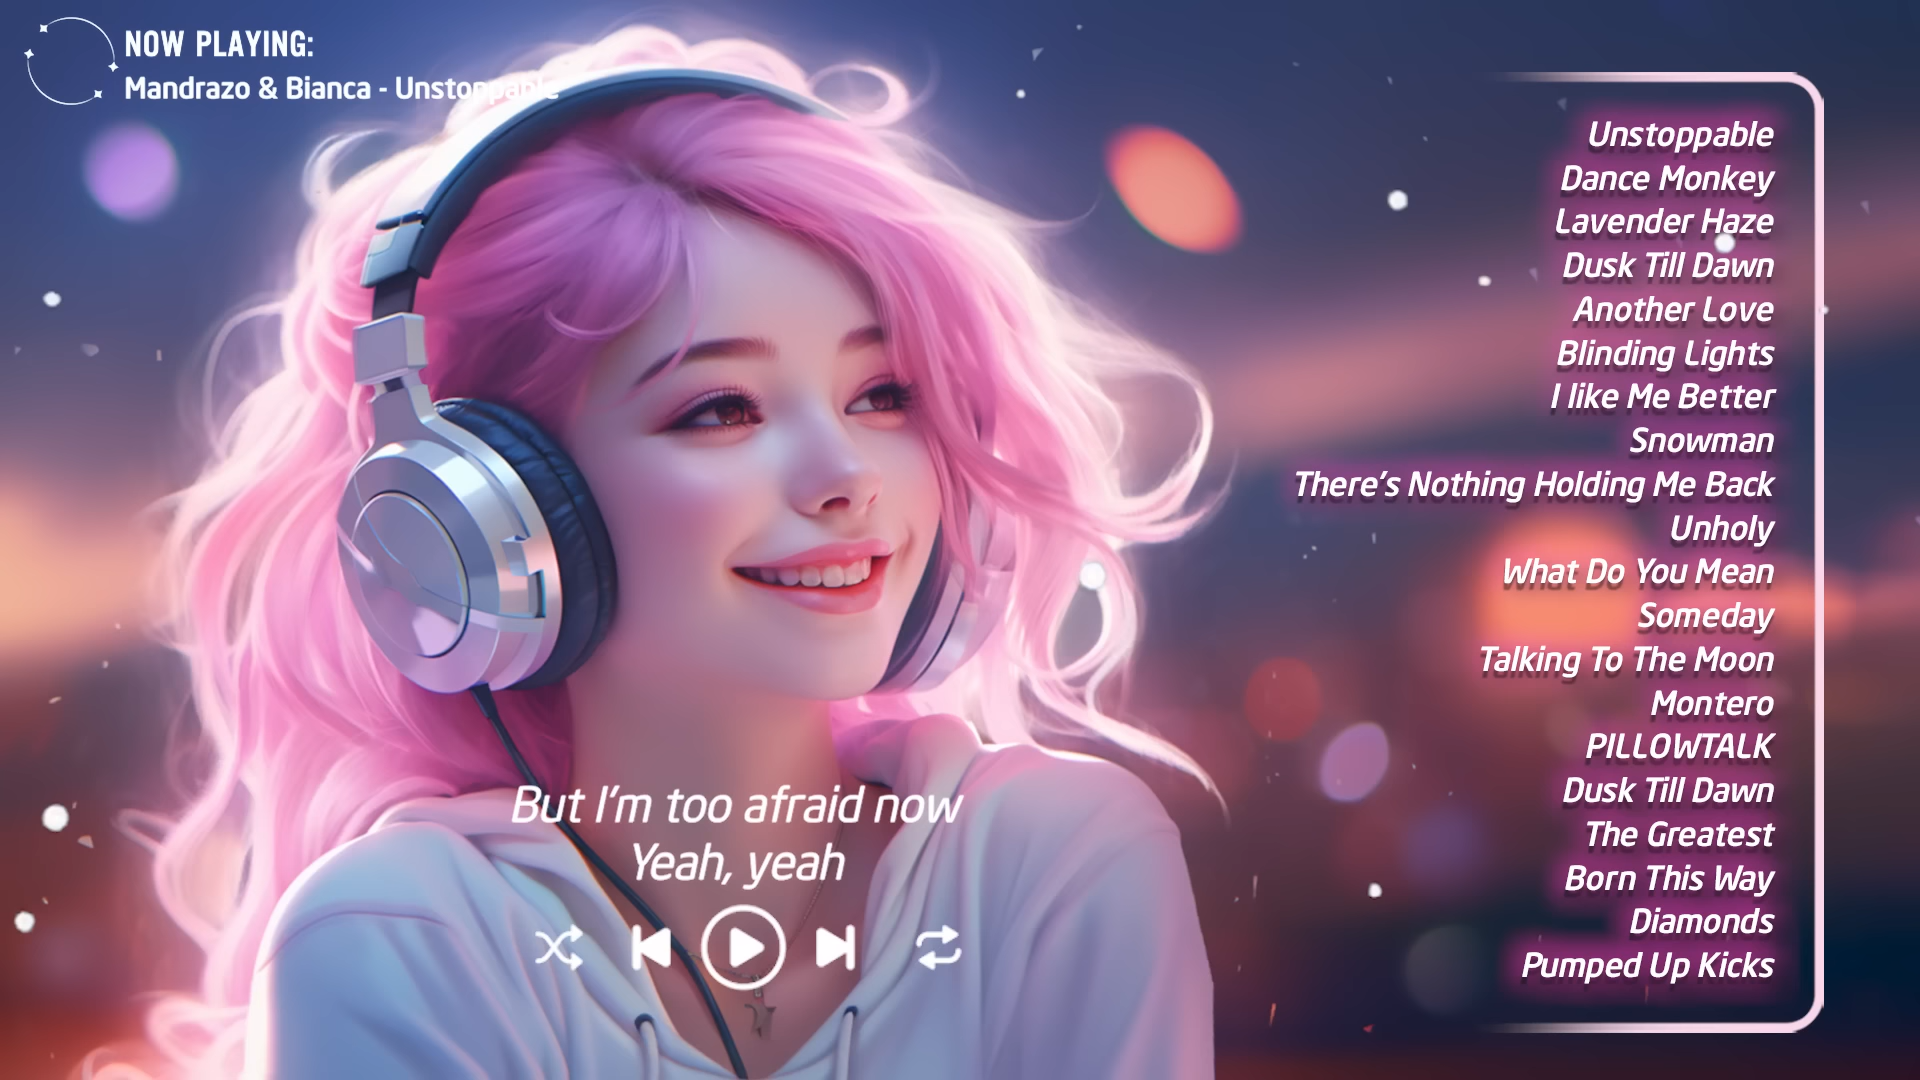 NOW PLAYING:
Mandrazo & Bianca - Unstoppable
Unstoppable
Dance Monkey
Lavender Haze
Dusk Till Dawn
Another Love
Blinding Lights
I like Me Better
Snowman
There's Nothing Holding Me Back
Unholy
What Do You Mean
Someday
Talking To The Moon
Montero
PILLOWTALK
Dusk Till Dawn
The Greatest
Born This Way
Diamonds
Pumped Up Kicks
But I'm too afraid now
Yeah, yeah